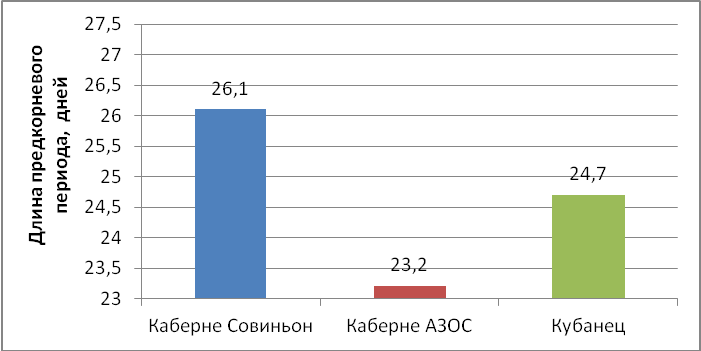 Длина предкорневого
периода, дней
27,5
27
26,5
26
25,5
25
24,5
24
23,5
23
26,1
23,2
24,7
Каберне Совиньон
Каберне АЗОС
Кубанец